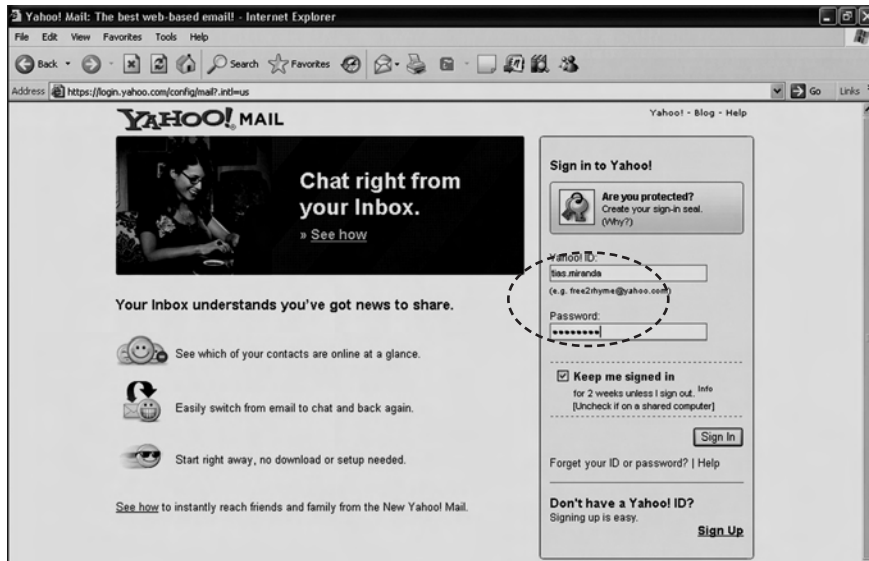 Yahoo! Mail: The best web-based email! - Internet Explorer
File Edit View Favorites Tools Help
Back Search Favorites
Address https://login.yahoo.com/config/mail?.intl=us Go Links
YAHOO! MAIL
Yahoo! - Blog - Help
Chat right from
your Inbox.
» See how
Your Inbox understands you've got news to share.
See which of your contacts are online at a glance.
Easily switch from email to chat and back again.
Start right away, no download or setup needed.
See how to instantly reach friends and family from the New Yahoo! Mail.
Sign in to Yahoo!
Are you protected?
Create your sign-in seal.
(Why?)
Yahoo! ID:
tias.miranda
(e.g. free2rhyme@yahoo.com)
Password:
••••••••
Keep me signed in
for 2 weeks unless I sign out. Info
[Uncheck if on a shared computer]
Sign In
Forget your ID or password? | Help
Don't have a Yahoo! ID?
Signing up is easy.
Sign Up